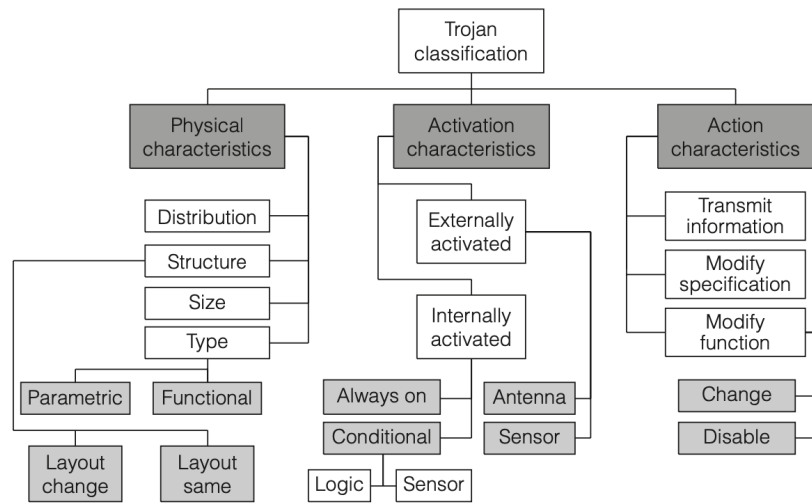 Trojan
classification
Physical
characteristics
Activation
characteristics
Action
characteristics
Distribution
Structure
Size
Type
Parametric
Functional
Layout
change
Layout
same
Externally
activated
Internally
activated
Always on
Conditional
Logic
Sensor
Antenna
Sensor
Transmit
information
Modify
specification
Modify
function
Change
Disable